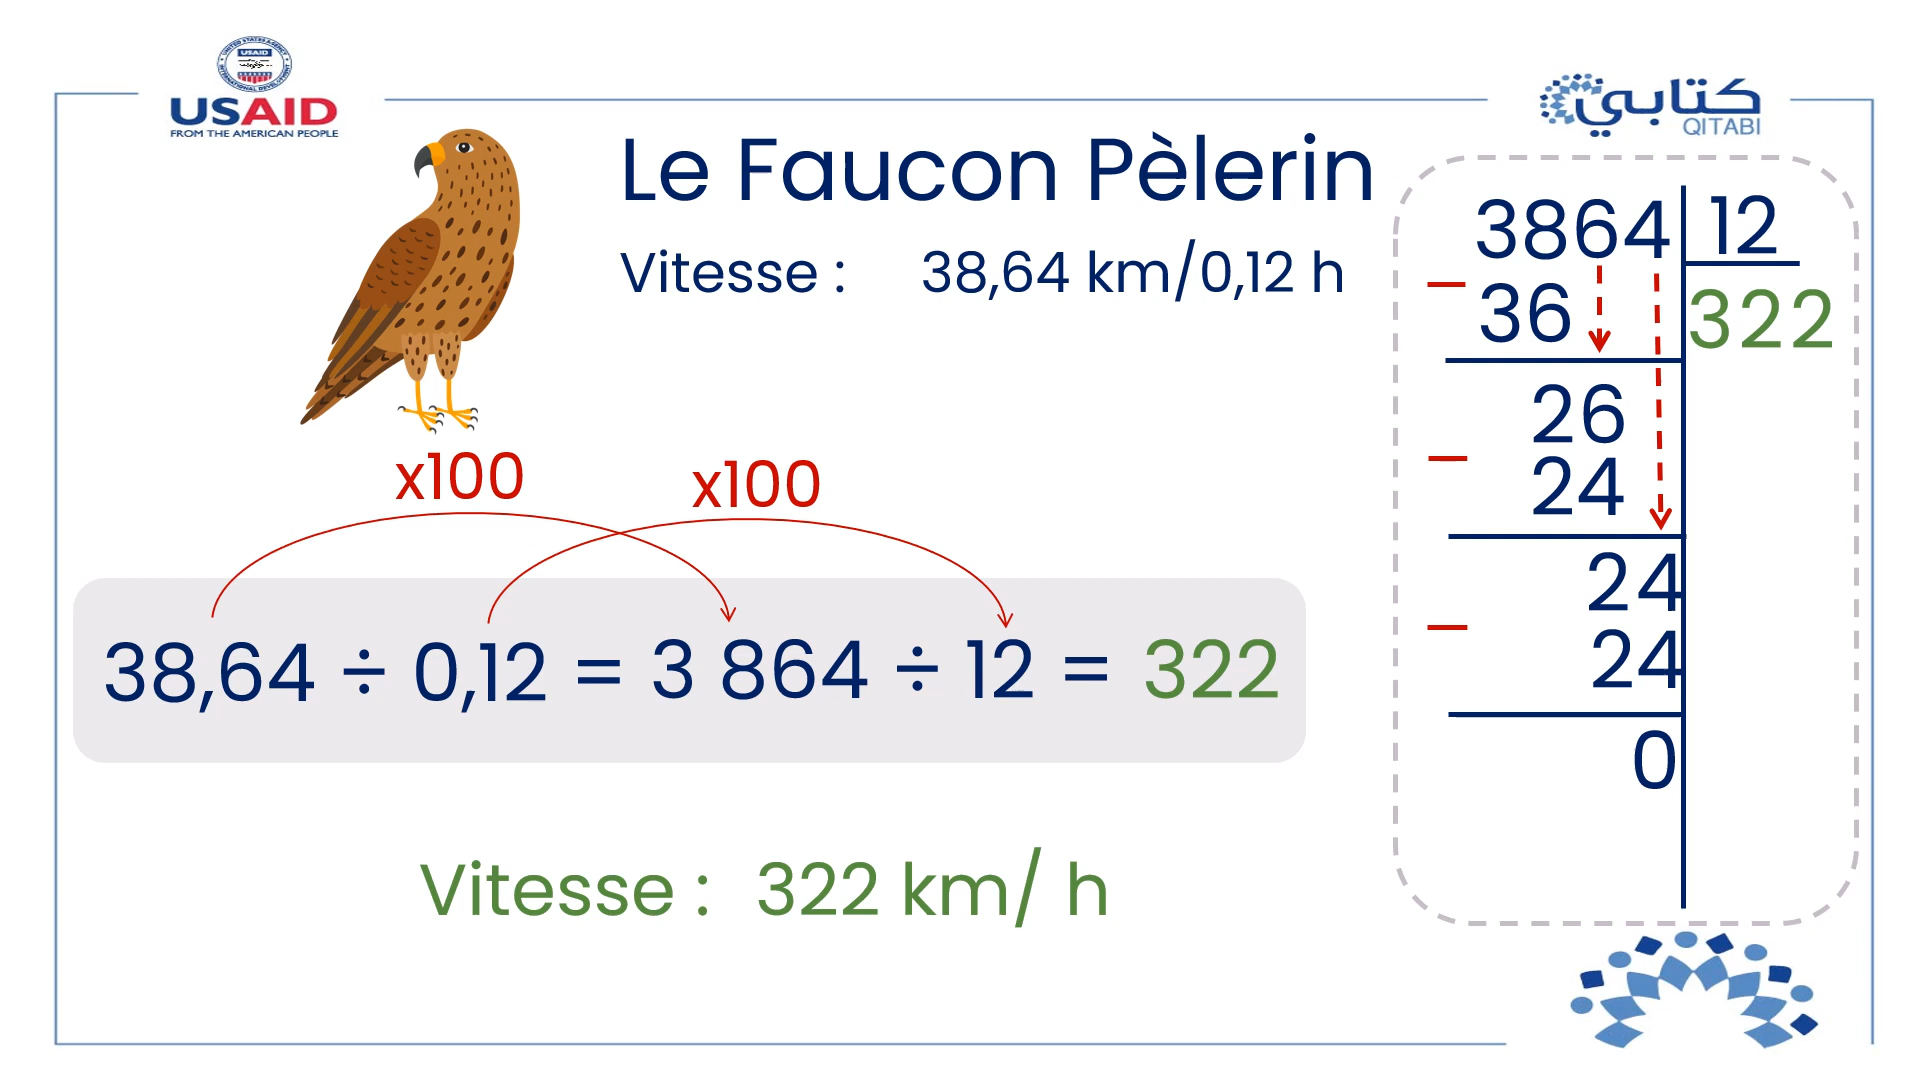 USAID
FROM THE AMERICAN PEOPLE
كتابي
QITABI
Le Faucon Pèlerin
Vitesse : 38,64 km/0,12 h
x100
x100
38,64 ÷ 0,12 = 3 864 ÷ 12 = 322
Vitesse : 322 km/ h
3864 12
− 36 322
26
− 24
24
− 24
0